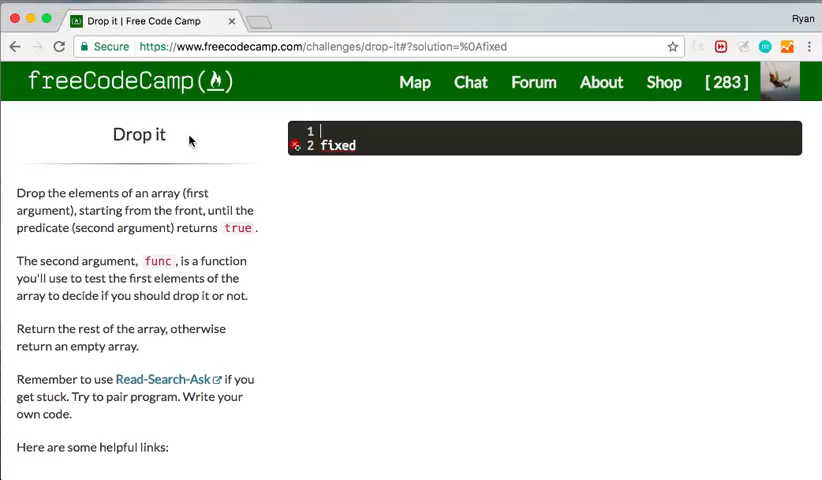 Drop it | Free Code Camp
Ryan
Secure https://www.freecodecamp.com/challenges/drop-it#?solution=%0Afixed
freeCodeCamp
Map Chat Forum About Shop [ 283 ]
Drop it
1
2 fixed
Drop the elements of an array (first
argument), starting from the front, until the
predicate (second argument) returns true.
The second argument, func, is a function
you'll use to test the first elements of the
array to decide if you should drop it or not.
Return the rest of the array, otherwise
return an empty array.
Remember to use Read-Search-Ask if you
get stuck. Try to pair program. Write your
own code.
Here are some helpful links: